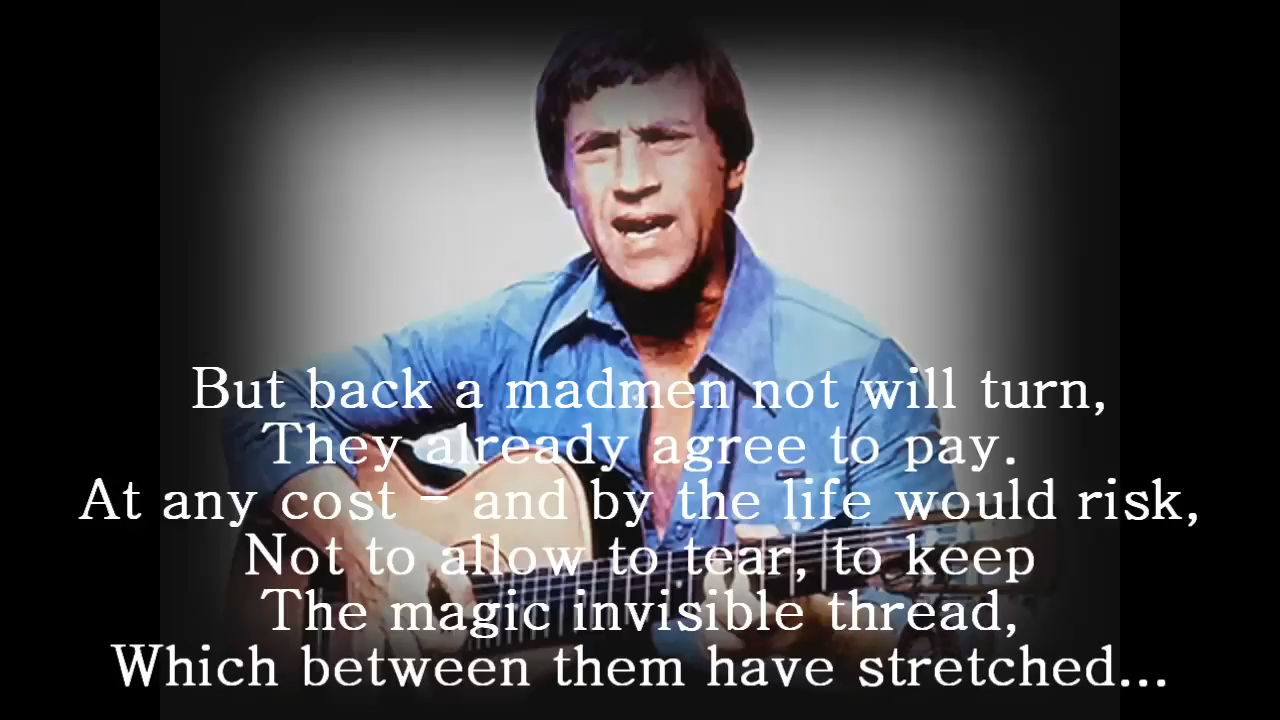 But back a madmen not will turn,
They already agree to pay.
At any cost - and by the life would risk,
Not to allow to tear, to keep
The magic invisible thread,
Which between them have stretched...